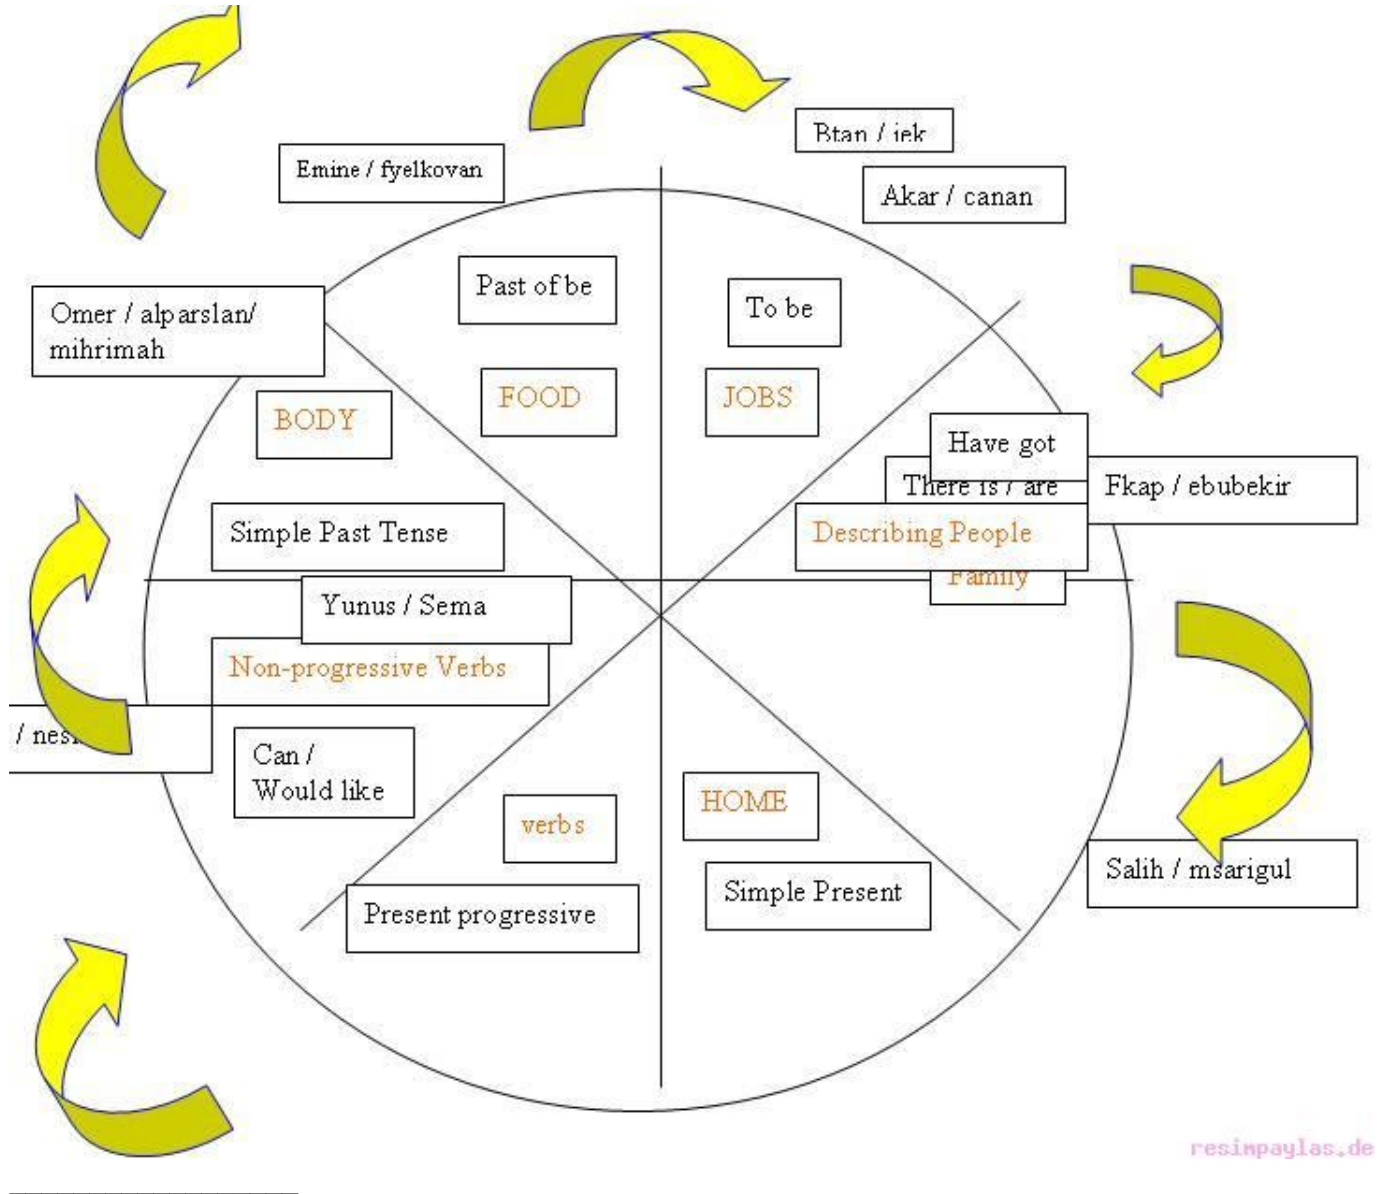 Btan / iek
Emine / fyelkovan
Akar / canan
Past of be
To be
Omer / alparslan/
mihrimah
FOOD
JOBS
BODY
Have got
There is / are
Fkap / ebubekir
Simple Past Tense
Describing People
Family
Yunus / Sema
Non-progressive Verbs
/
Can /
Would like
HOME
verbs
Salih / msarigul
Simple Present
Present progressive
resimpaylas.de